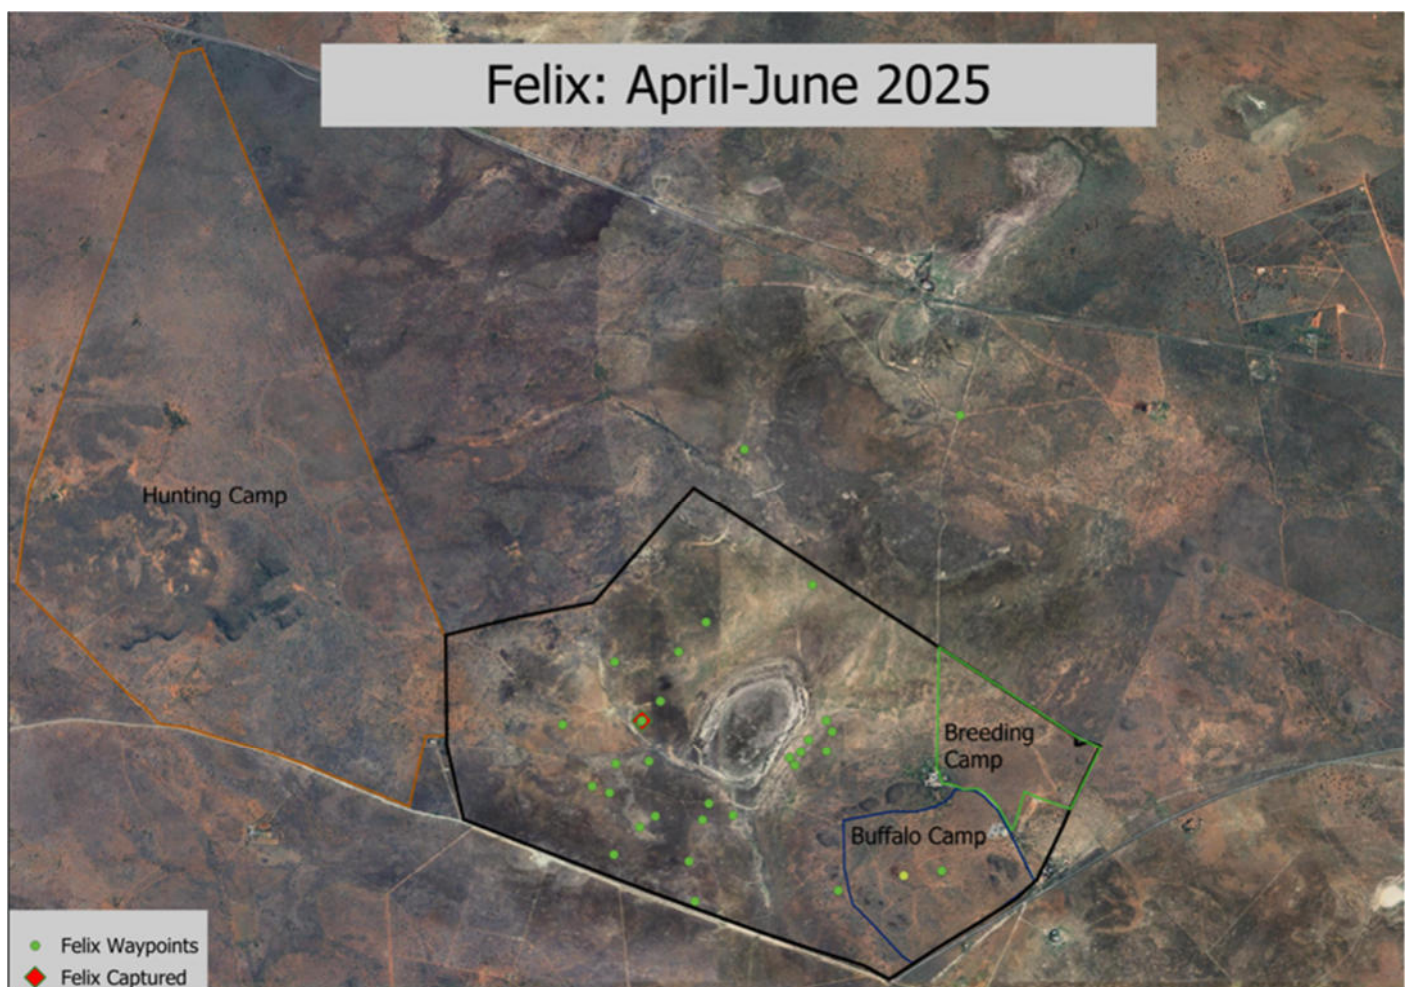 Felix: April-June 2025
Hunting Camp
Breeding
Camp
Buffalo Camp
Felix Waypoints
Felix Captured